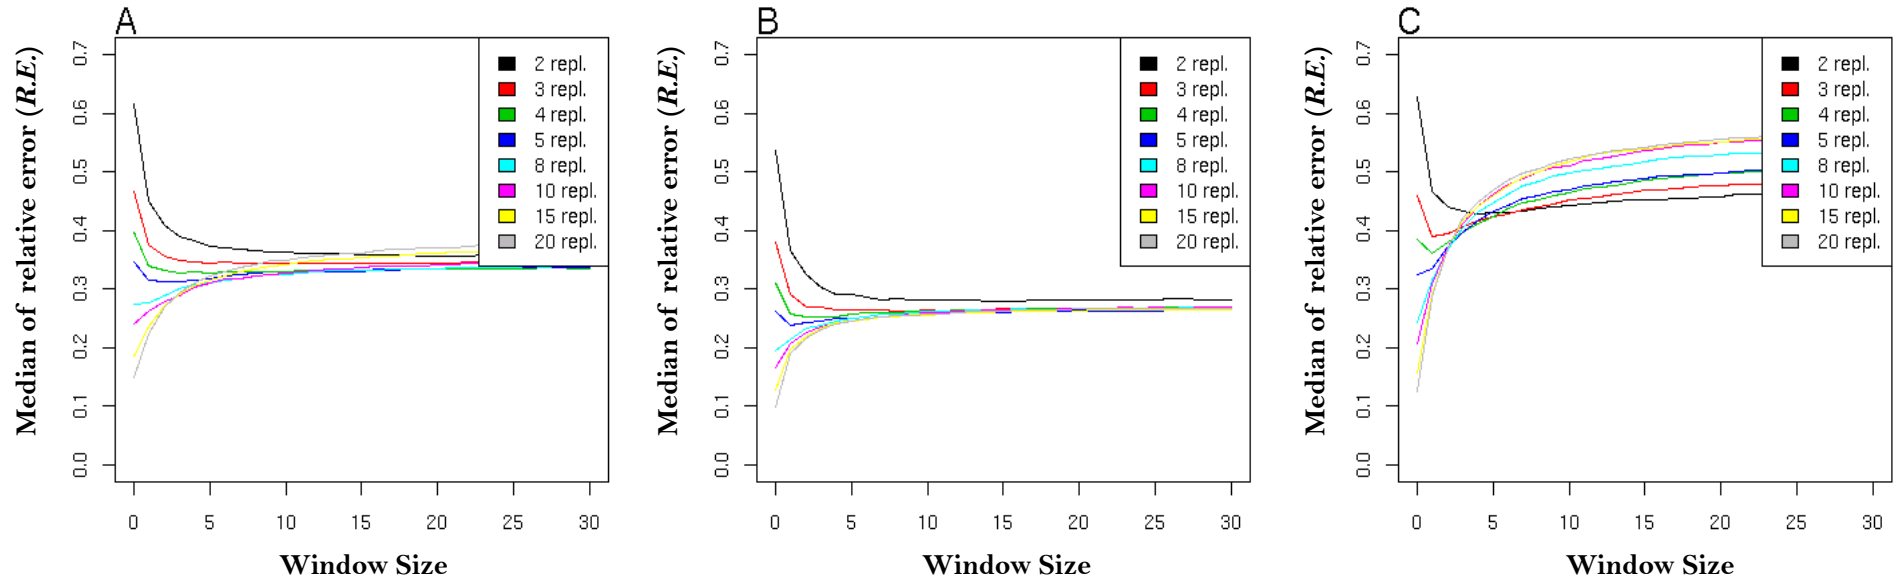 A
Median of relative error (R.E.)
0.0 0.1 0.2 0.3 0.4 0.5 0.6 0.7
2 repl.
3 repl.
4 repl.
5 repl.
8 repl.
10 repl.
15 repl.
20 repl.
0 5 10 15 20 25 30
Window Size
B
Median of relative error (R.E.)
0.0 0.1 0.2 0.3 0.4 0.5 0.6 0.7
2 repl.
3 repl.
4 repl.
5 repl.
8 repl.
10 repl.
15 repl.
20 repl.
0 5 10 15 20 25 30
Window Size
C
Median of relative error (R.E.)
0.0 0.1 0.2 0.3 0.4 0.5 0.6 0.7
2 repl.
3 repl.
4 repl.
5 repl.
8 repl.
10 repl.
15 repl.
20 repl.
0 5 10 15 20 25 30
Window Size